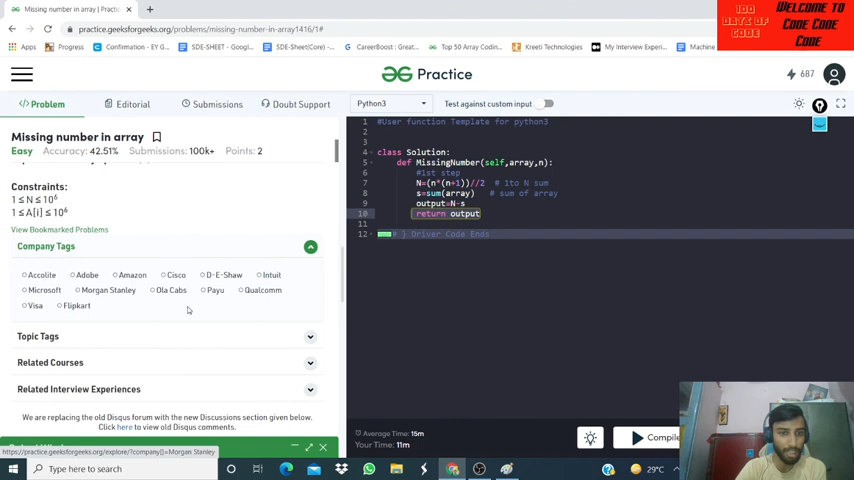 Missing number in array | Practi
practice.geeksforgeeks.org/problems/missing-number-in-array1416/1#
Apps Progress Confirmation - EY G... SDE-SHEET - Googl... SDE-Sheet(Core) -... CareerBoost : Great... Top 50 Array Coding... Kreeti Technologies My Interview Experi... Machine
100 DAYS OF CODE
WELCOME TO CODE CODE CODE
Practice
687
Problem Editorial Submissions Doubt Support
Python3 Test against custom input
Missing number in array
Easy Accuracy: 42.51% Submissions: 100k+ Points: 2
Constraints:
1 ≤ N ≤ 10⁶
1 ≤ A[i] ≤ 10⁶
View Bookmarked Problems
Company Tags
Accolite Adobe Amazon Cisco D-E-Shaw Intuit
Microsoft Morgan Stanley Ola Cabs Payu Qualcomm
Visa Flipkart
Topic Tags
Related Courses
Related Interview Experiences
We are replacing the old Disqus forum with the new Discussions section given below.
Click here to view old Disqus comments.
https://practice.geeksforgeeks.org/explore/?company[]=Morgan Stanley
1 #User function Template for python3
2
3
4 class Solution:
5 def MissingNumber(self,array,n):
6 #1st step
7 N=(n*(n+1))//2 # 1to N sum
8 s=sum(array) # sum of array
9 output=N-s
10 return output
11
12 # } Driver Code Ends
Average Time: 15m
Your Time: 11m
Compile
Type here to search
29°C